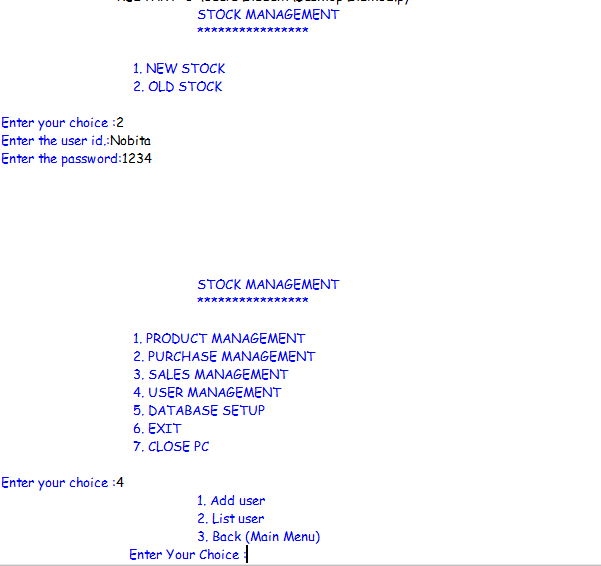 STOCK MANAGEMENT
****************
1. NEW STOCK
2. OLD STOCK
Enter your choice :2
Enter the user id.:Nobita
Enter the password:1234
STOCK MANAGEMENT
****************
1. PRODUCT MANAGEMENT
2. PURCHASE MANAGEMENT
3. SALES MANAGEMENT
4. USER MANAGEMENT
5. DATABASE SETUP
6. EXIT
7. CLOSE PC
Enter your choice :4
1. Add user
2. List user
3. Back (Main Menu)
Enter Your Choice :